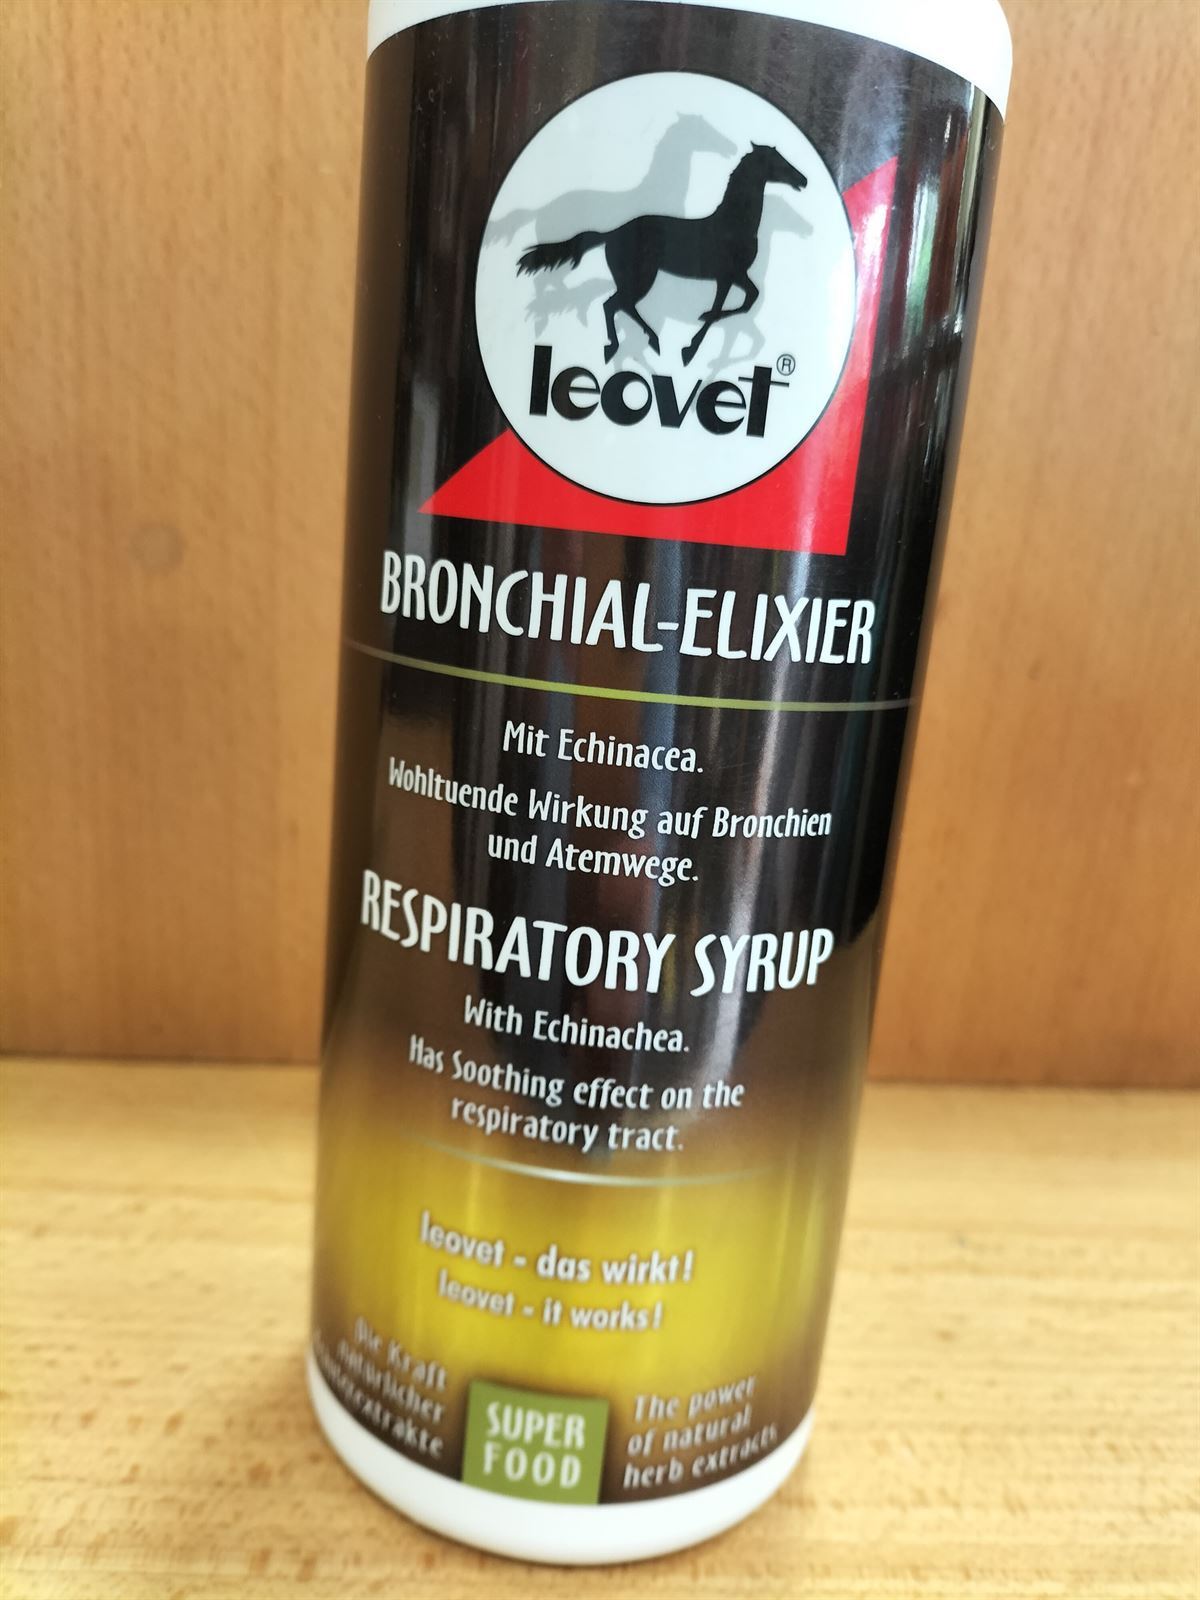 leovet®
BRONCHIAL-ELIXIER
Mit Echinacea.
Wohltuende Wirkung auf Bronchien
und Atemwege.
RESPIRATORY SYRUP
With Echinachea.
Has Soothing effect on the
respiratory tract.
leovet - das wirkt!
leovet - it works!
Die Kraft
natürlicher
SUPER
FOOD
The power
of natural
herb extracts